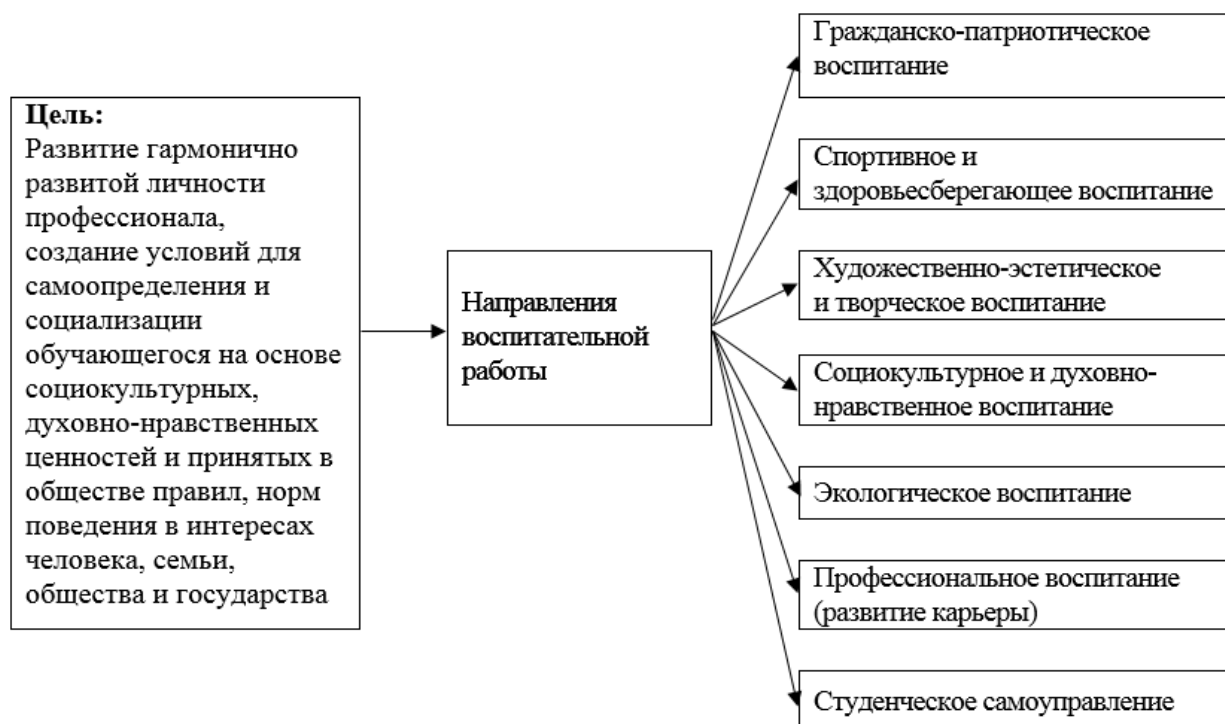 Цель:
Развитие гармонично
развитой личности
профессионала,
создание условий для
самоопределения и
социализации
обучающегося на основе
социокультурных,
духовно-нравственных
ценностей и принятых в
обществе правил, норм
поведения в интересах
человека, семьи,
общества и государства
Направления
воспитательной
работы
Гражданско-патриотическое
воспитание
Спортивное и
здоровьесберегающее воспитание
Художественно-эстетическое
и творческое воспитание
Социокультурное и духовно-
нравственное воспитание
Экологическое воспитание
Профессиональное воспитание
(развитие карьеры)
Студенческое самоуправление